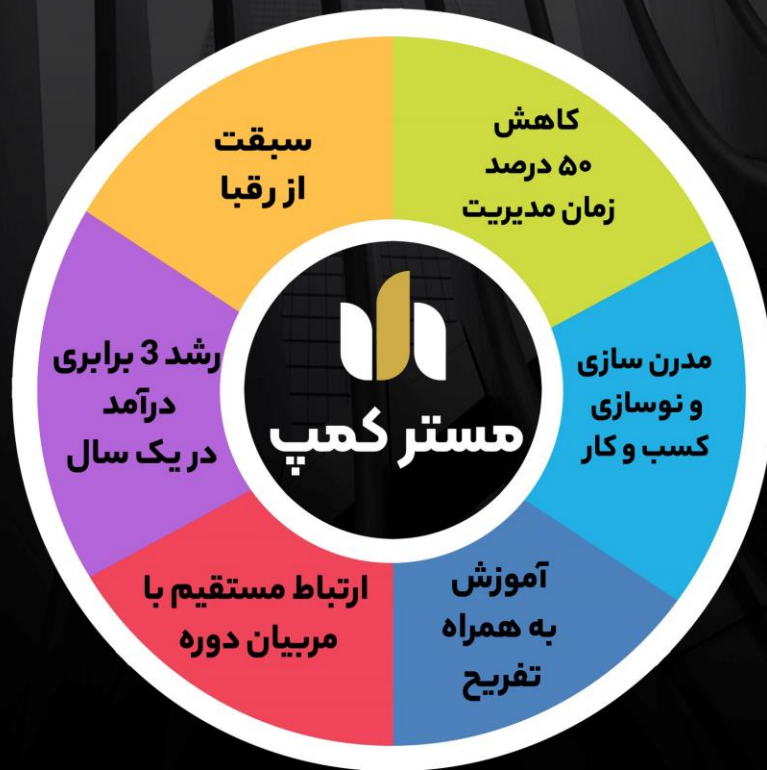 کاهش
۵۰ درصد
زمان مدیریت
مدرن سازی
و نوسازی
کسب و کار
آموزش
به همراه
تفریح
ارتباط مستقیم با
مربیان دوره
رشد 3 برابری
درآمد
در یک سال
سبقت
از رقبا
مستر کمپ